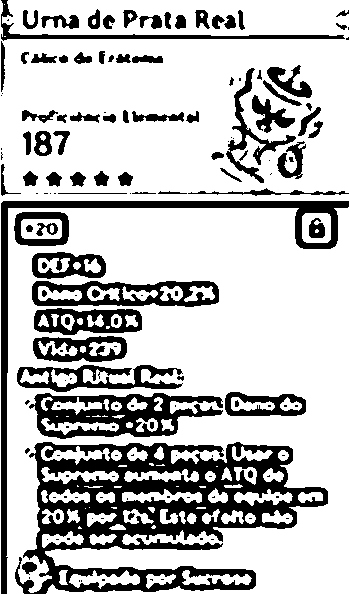 Urna de Prata Real
Cálice de Eratema
Proficiência Elemental
187
+20
DEF+16
Dano Crítico+20,2%
ATQ+14,0%
Vida+239
Antigo Ritual Real:
Conjunto de 2 peças: Dano do
Supremo +20%
Conjunto de 4 peças: Usar o
Supremo aumenta o ATQ de
todos os membros da equipe em
20% por 12s. Este efeito não
pode ser acumulado.
Equipado por Sucrose